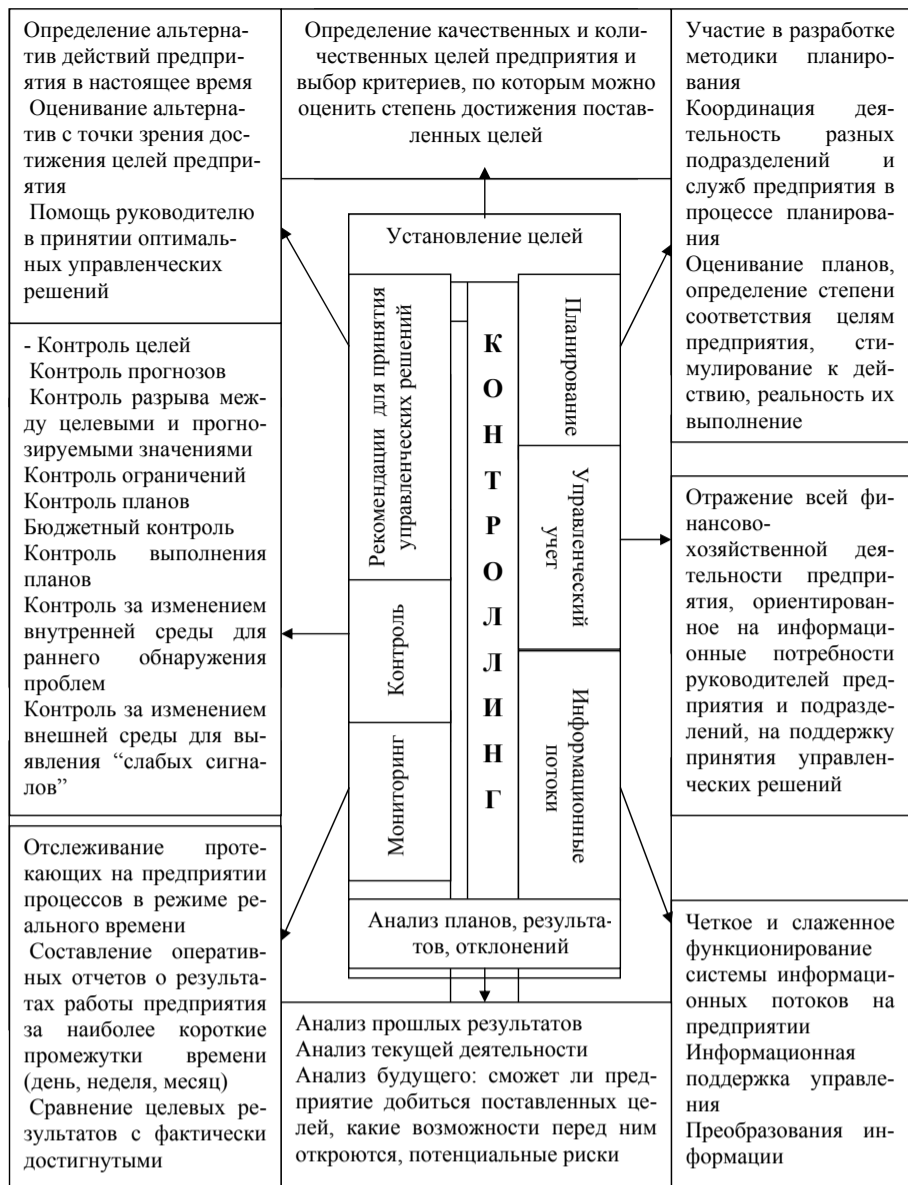 Определение альтерна-
тив действий предпри-
ятия в настоящее время
Оценивание альтерна-
тив с точки зрения дос-
тижения целей предпри-
ятия
Помощь руководителю
в принятии оптималь-
ных управленческих
решений
Определение качественных и коли-
чественных целей предприятия и
выбор критериев, по которым можно
оценить степень достижения постав-
ленных целей
Участие в разработке
методики планиро-
вания
Координация дея-
тельность разных
подразделений и
служб предприятия в
процессе планирова-
ния
Оценивание планов,
определение степени
соответствия целям
предприятия, сти-
мулирование к дей-
ствию, реальность их
выполнение
Установление целей
Рекомендации для принятия
управленческих решений
Контроль
Мониторинг
КОНТРОЛЛИНГ
Планирование
Управленческий
учет
Информационные
потоки
Анализ планов, результа-
тов, отклонений
- Контроль целей
Контроль прогнозов
Контроль разрыва меж-
ду целевыми и прогно-
зируемыми значениями
Контроль ограничений
Контроль планов
Бюджетный контроль
Контроль выполнения
планов
Контроль за изменением
внутренней среды для
раннего обнаружения
проблем
Контроль за изменением
внешней среды для вы-
явления “слабых сигна-
лов”
Отражение всей фи-
нансово-
хозяйственной дея-
тельности предпри-
ятия, ориентирован-
ное на информаци-
онные потребности
руководителей пред-
приятия и подразде-
лений, на поддержку
принятия управлен-
ческих решений
Отслеживание проте-
кающих на предприятии
процессов в режиме ре-
ального времени
Составление оператив-
ных отчетов о результа-
тах работы предприятия
за наиболее короткие
промежутки времени
(день, неделя, месяц)
Сравнение целевых ре-
зультатов с фактически
достигнутыми
Анализ прошлых результатов
Анализ текущей деятельности
Анализ будущего: сможет ли пред-
приятие добиться поставленных це-
лей, какие возможности перед ним
откроются, потенциальные риски
Четкое и слаженное
функционирование
системы информаци-
онных потоков на
предприятии
Информационная
поддержка управле-
ния
Преобразования ин-
формации